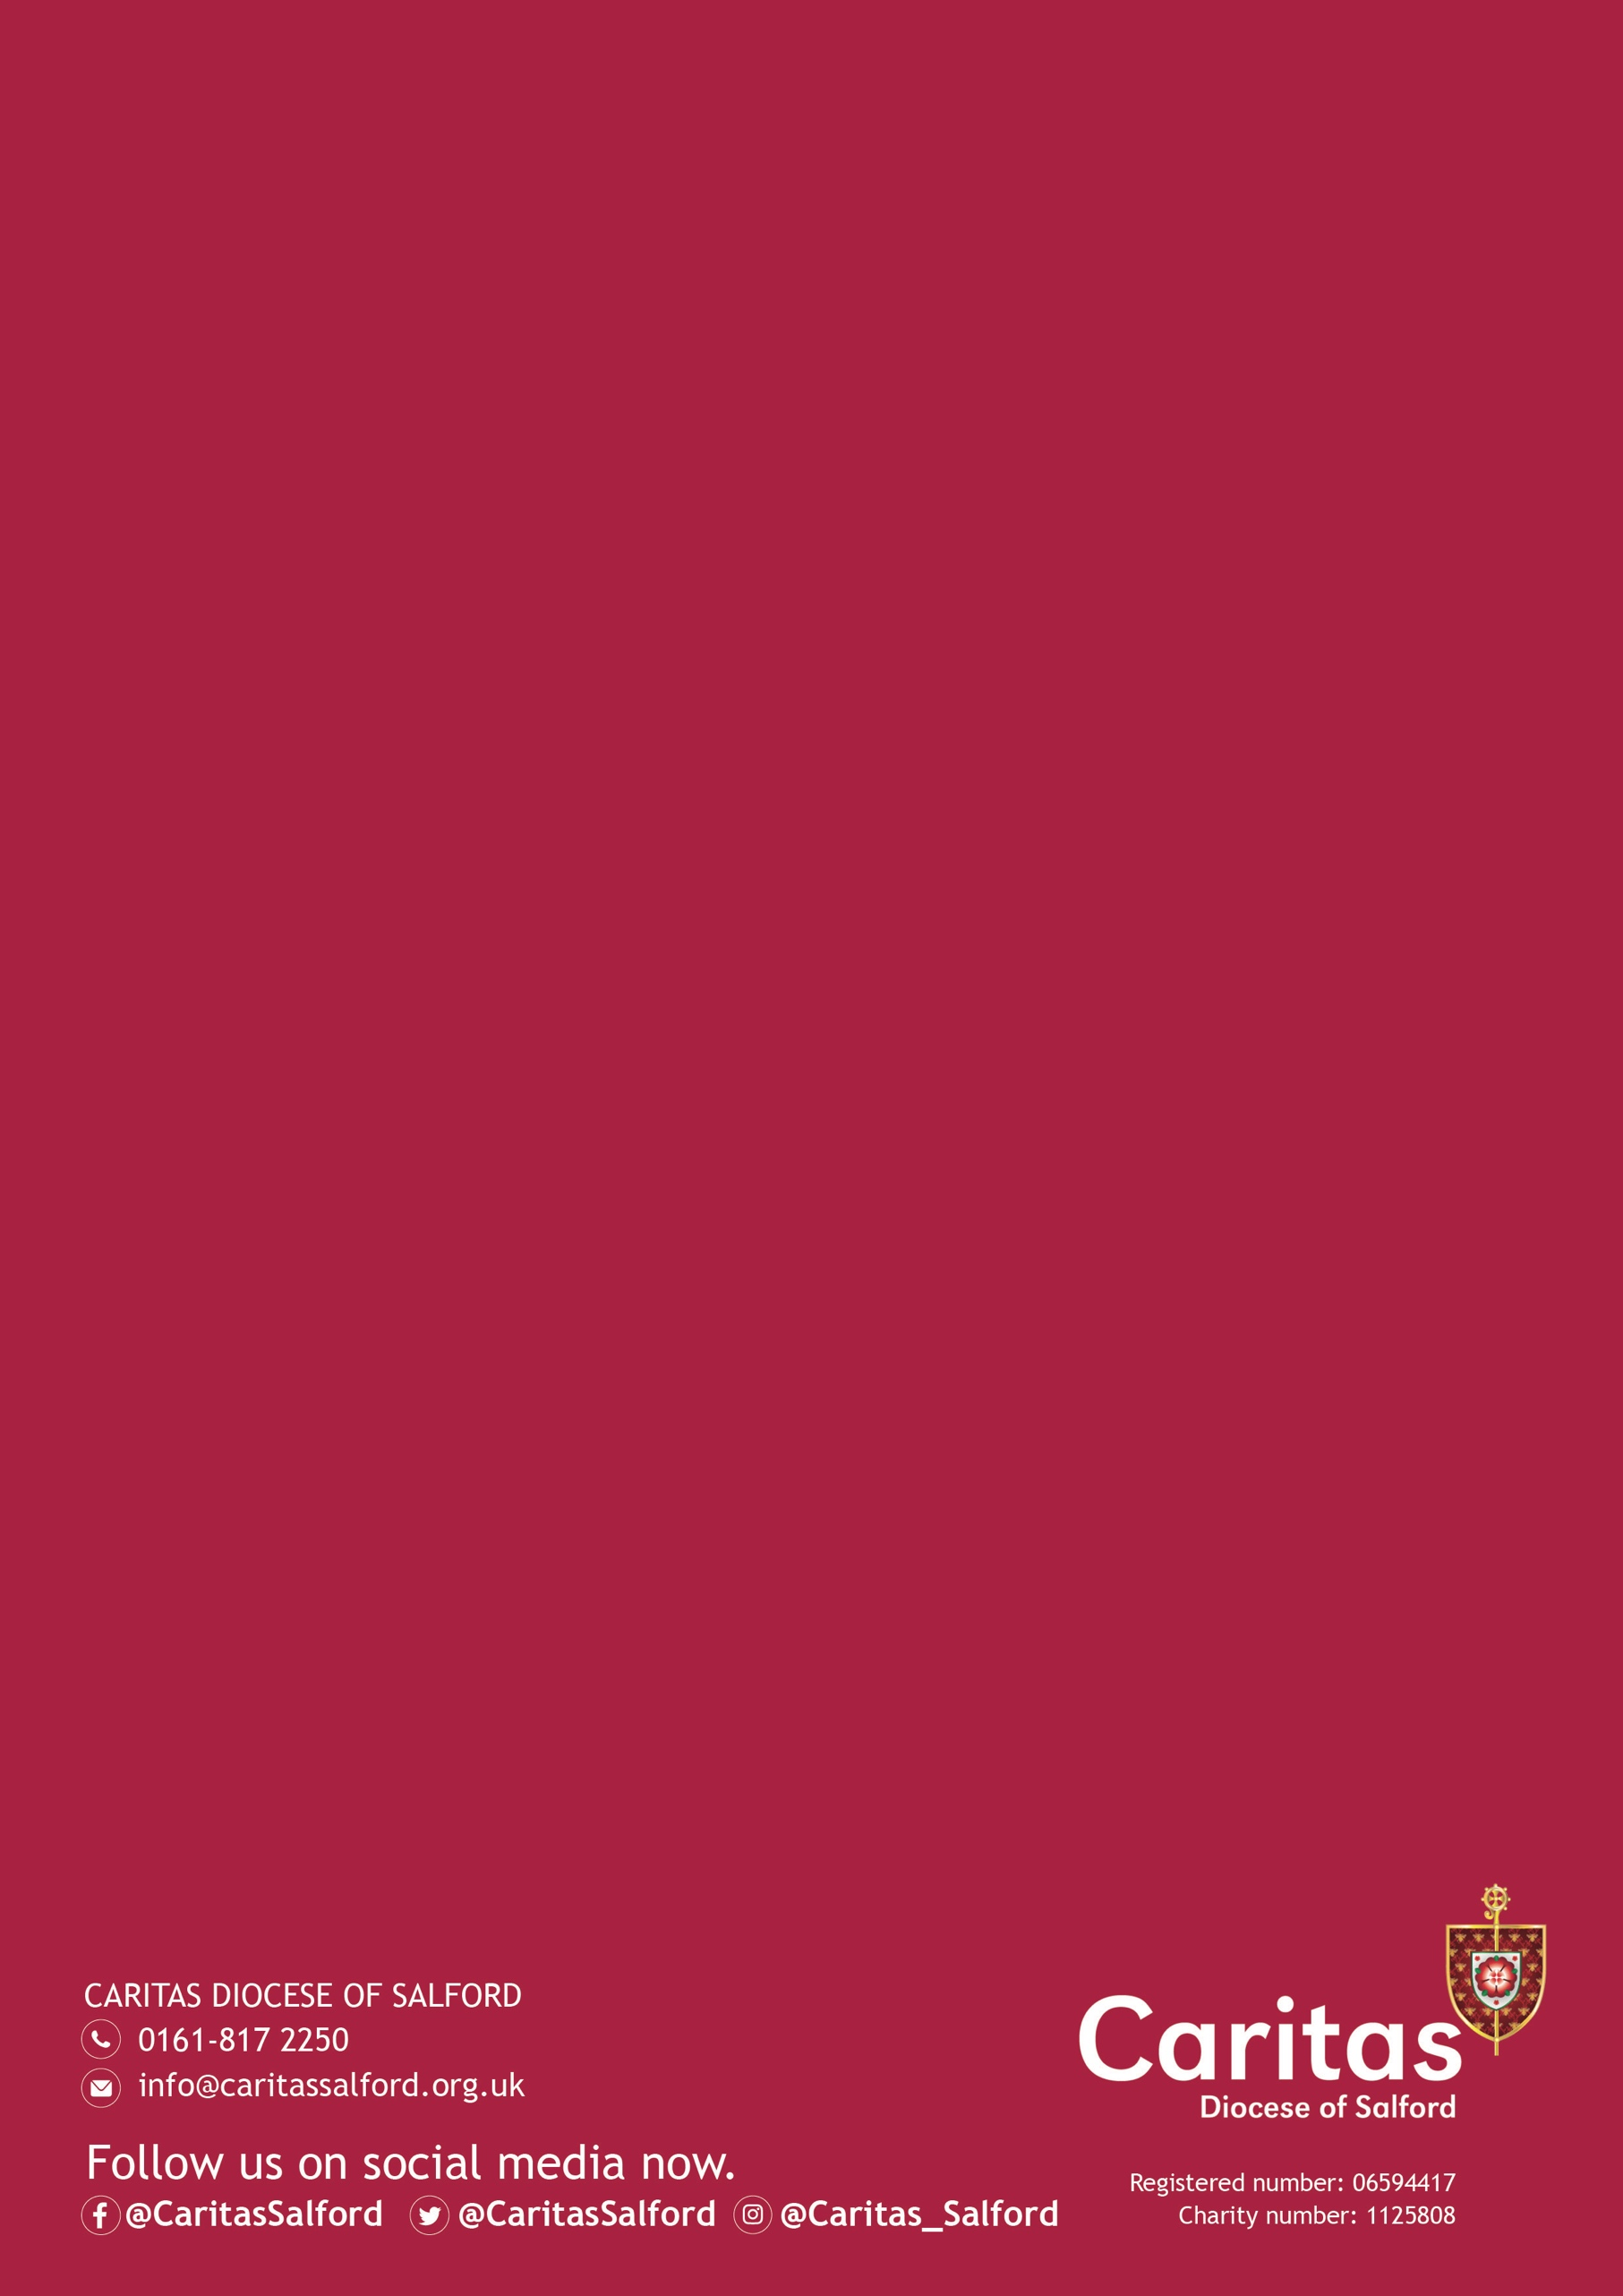 CARITAS DIOCESE OF SALFORD
0161-817 2250
info@caritassalford.org.uk
Follow us on social media now.
@CaritasSalford @CaritasSalford @Caritas_Salford
Caritas
Diocese of Salford
Registered number: 06594417
Charity number: 1125808